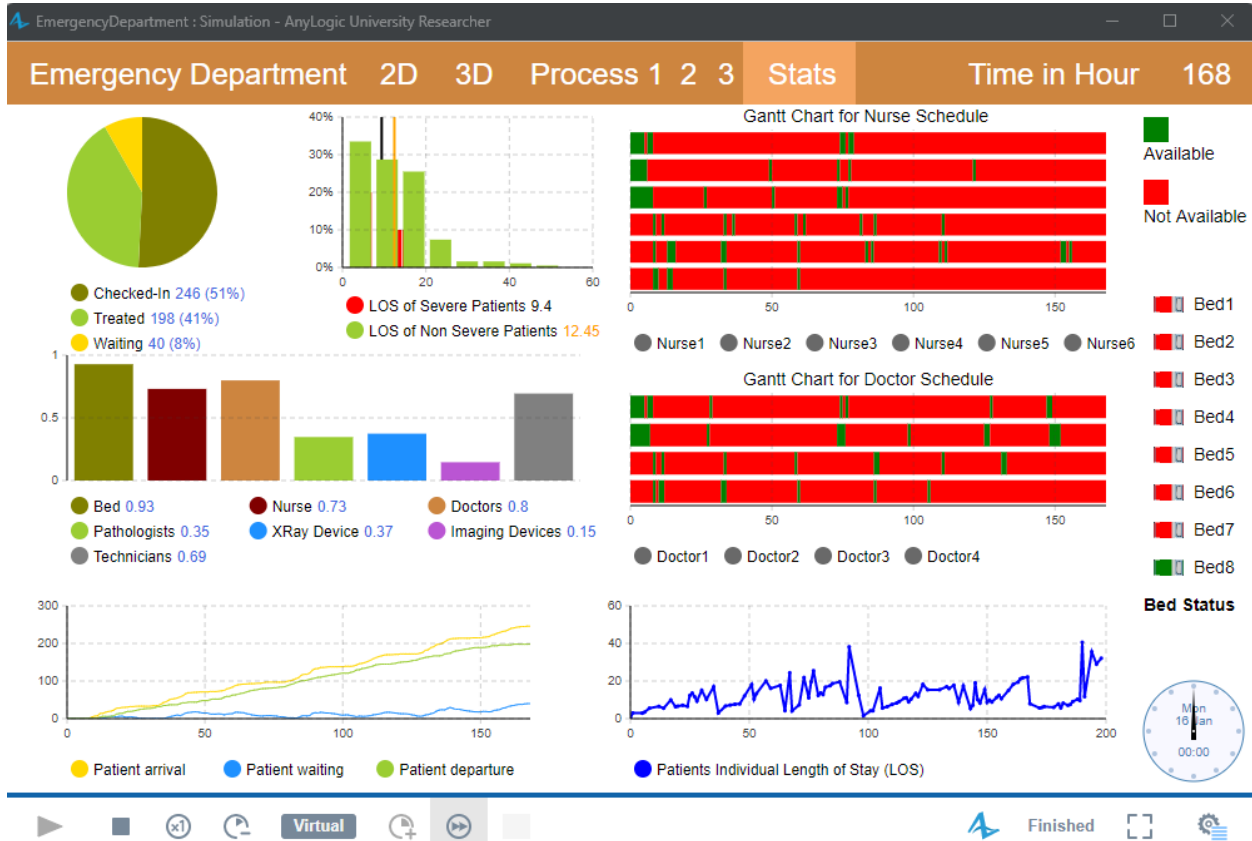 EmergencyDepartment : Simulation - AnyLogic University Researcher
Emergency Department 2D 3D Process 1 2 3 Stats Time in Hour 168
Checked-In 246 (51%)
Treated 198 (41%)
Waiting 40 (8%)
40%
30%
20%
10%
0%
0 20 40 60
LOS of Severe Patients 9.4
LOS of Non Severe Patients 12.45
Gantt Chart for Nurse Schedule
0 50 100 150
Nurse1 Nurse2 Nurse3 Nurse4 Nurse5 Nurse6
Available
Not Available
1
0.5
0
Bed 0.93 Nurse 0.73 Doctors 0.8
Pathologists 0.35 XRay Device 0.37 Imaging Devices 0.15
Technicians 0.69
Gantt Chart for Doctor Schedule
0 50 100 150
Doctor1 Doctor2 Doctor3 Doctor4
Bed1
Bed2
Bed3
Bed4
Bed5
Bed6
Bed7
Bed8
Bed Status
300
200
100
0
0 50 100 150
Patient arrival Patient waiting Patient departure
60
40
20
0
0 50 100 150 200
Patients Individual Length of Stay (LOS)
Mon
16 Jan
00:00
x1 Virtual Finished